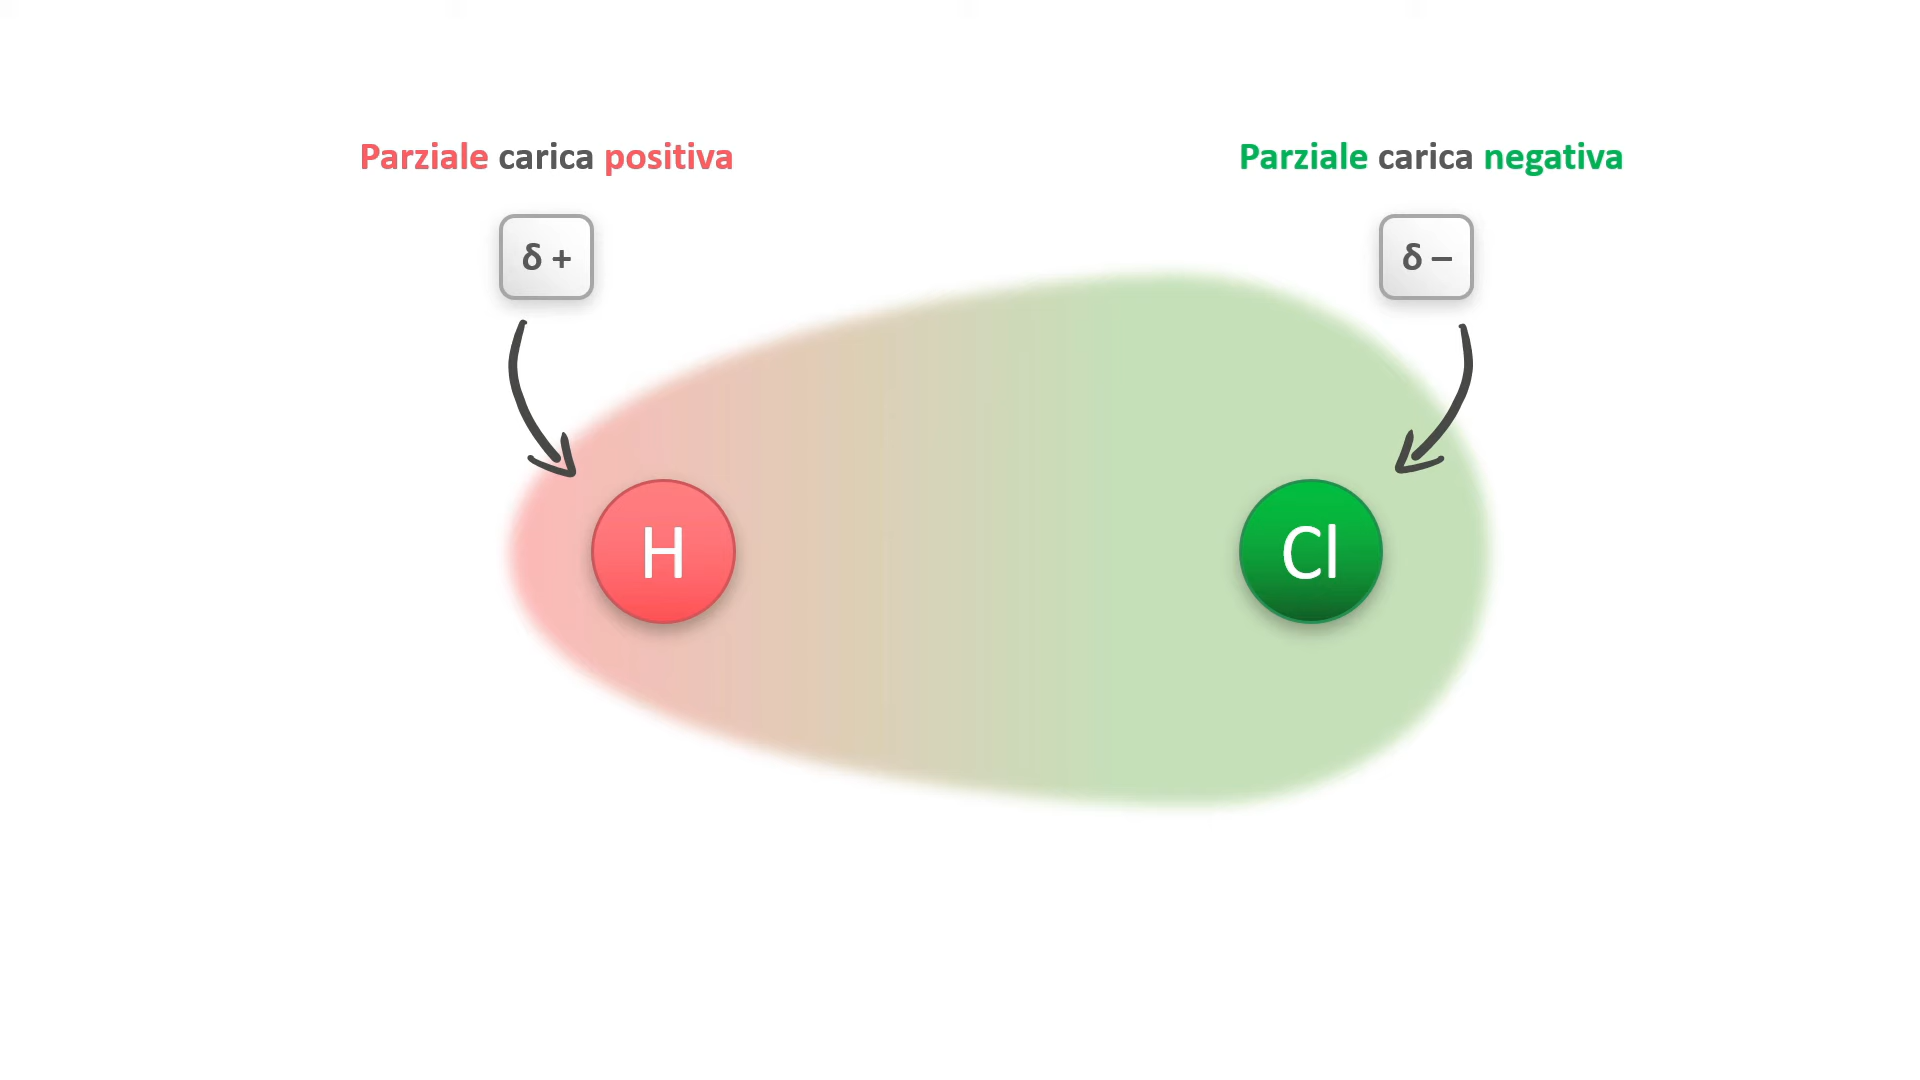 Parziale carica positiva
Parziale carica negativa
δ +
δ –
H
Cl